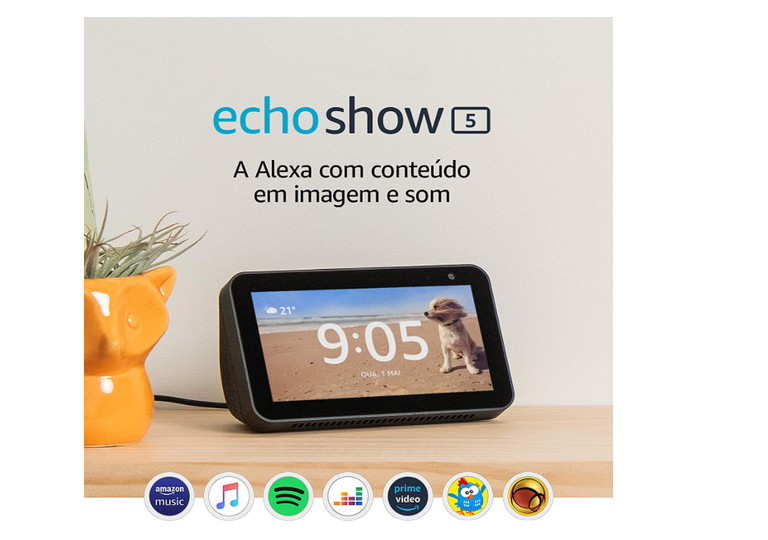 echo show 5
A Alexa com conteúdo
em imagem e som
21°
9:05
QUA, 1 MAI
amazon
music
prime
video